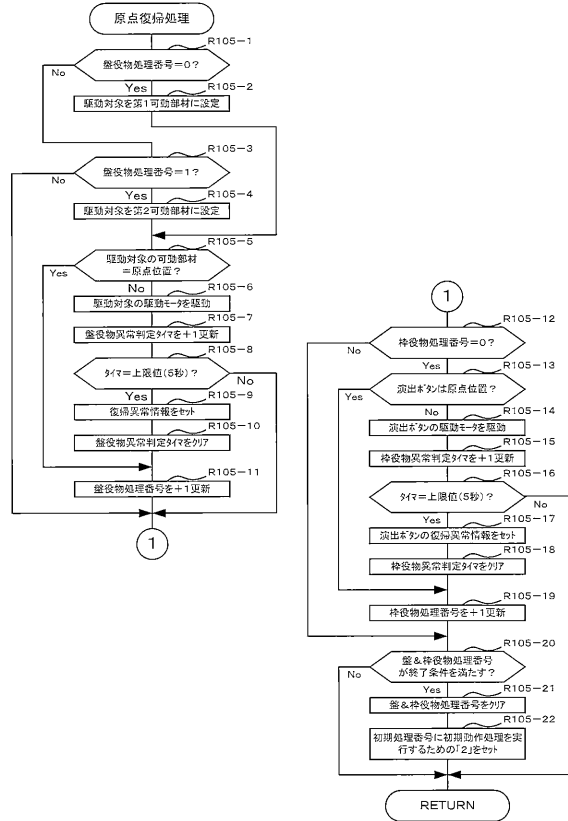 原点復帰処理
R105-1
盤役物処理番号=0?
No
Yes
R105-2
駆動対象を第1可動部材に設定
R105-3
盤役物処理番号=1?
No
Yes
R105-4
駆動対象を第2可動部材に設定
R105-5
駆動対象の可動部材
=原点位置?
Yes
No
R105-6
駆動対象の駆動モータを駆動
R105-7
盤役物異常判定タイマを+1更新
R105-8
タイマ=上限値(5秒)?
No
Yes
R105-9
復帰異常情報をセット
R105-10
盤役物異常判定タイマをクリア
R105-11
盤役物処理番号を+1更新
1
1
R105-12
枠役物処理番号=0?
No
Yes
R105-13
演出ボタンは原点位置?
Yes
No
R105-14
演出ボタンの駆動モータを駆動
R105-15
枠役物異常判定タイマを+1更新
R105-16
タイマ=上限値(5秒)?
No
Yes
R105-17
演出ボタンの復帰異常情報をセット
R105-18
枠役物異常判定タイマをクリア
R105-19
枠役物処理番号を+1更新
R105-20
盤&枠役物処理番号
が終了条件を満たす?
No
Yes
R105-21
盤&枠役物処理番号をクリア
R105-22
初期処理番号に初期動作処理を実
行するための「2」をセット
RETURN